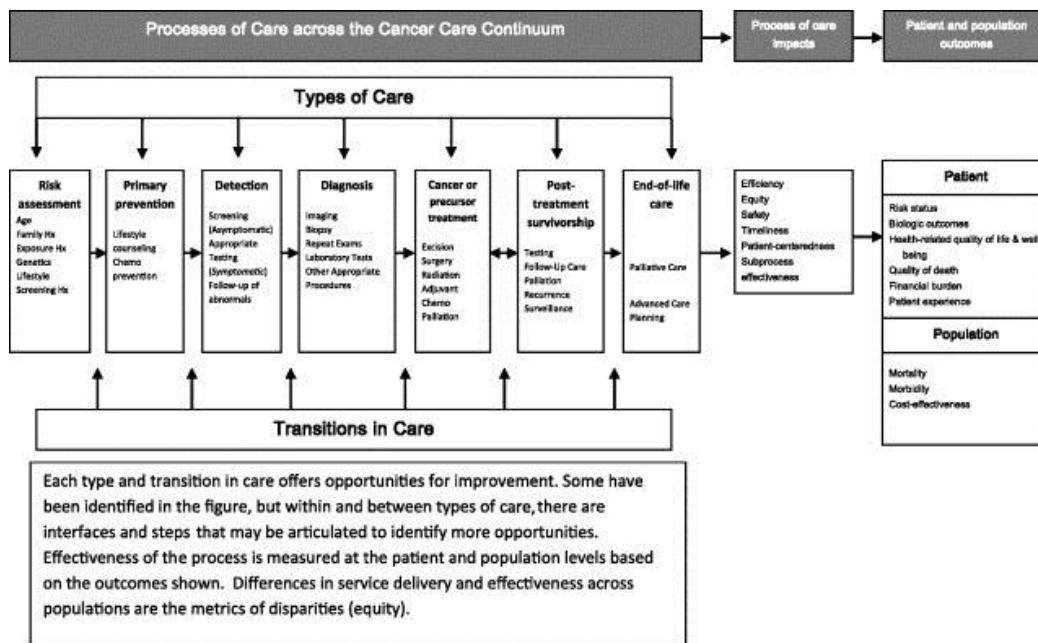 Processes of Care across the Cancer Care Continuum
Process of care
impacts
Patient and population
outcomes
Types of Care
Risk
assessment
Age
Family Hx
Exposure Hx
Genetics
Lifestyle
Screening Hx
Primary
prevention
Lifestyle
counseling
Chemo
prevention
Detection
Screening
(Asymptomatic)
Appropriate
Testing
(Symptomatic)
Follow-up of
abnormals
Diagnosis
Imaging
Biopsy
Repeat Exams
Laboratory Tests
Other Appropriate
Procedures
Cancer or
precursor
treatment
Excision
Surgery
Radiation
Adjuvant
Chemo
Palliation
Post-
treatment
survivorship
Testing
Follow-Up Care
Palliation
Recurrence
Surveillance
End-of-life
care
Palliative Care
Advanced Care
Planning
Efficiency
Equity
Safety
Timeliness
Patient-centeredness
Subprocess
effectiveness
Patient
Risk status
Biologic outcomes
Health-related quality of life & well
being
Quality of death
Financial burden
Patient experience
Population
Mortality
Morbidity
Cost-effectiveness
Transitions in Care
Each type and transition in care offers opportunities for improvement. Some have
been identified in the figure, but within and between types of care, there are
interfaces and steps that may be articulated to identify more opportunities.
Effectiveness of the process is measured at the patient and population levels based
on the outcomes shown. Differences in service delivery and effectiveness across
populations are the metrics of disparities (equity).